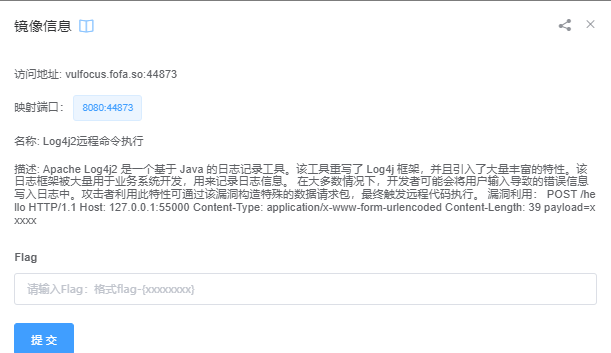 镜像信息
访问地址: vulfocus.fofa.so:44873
映射端口： 8080:44873
名称: Log4j2远程命令执行
描述: Apache Log4j2 是一个基于 Java 的日志记录工具。该工具重写了 Log4j 框架，并且引入了大量丰富的特性。该
日志框架被大量用于业务系统开发，用来记录日志信息。 在大多数情况下，开发者可能会将用户输入导致的错误信息
写入日志中。攻击者利用此特性可通过该漏洞构造特殊的数据请求包，最终触发远程代码执行。 漏洞利用： POST /he
llo HTTP/1.1 Host: 127.0.0.1:55000 Content-Type: application/x-www-form-urlencoded Content-Length: 39 payload=x
xxxx
Flag
请输入Flag：格式flag-{xxxxxxxx}
提 交